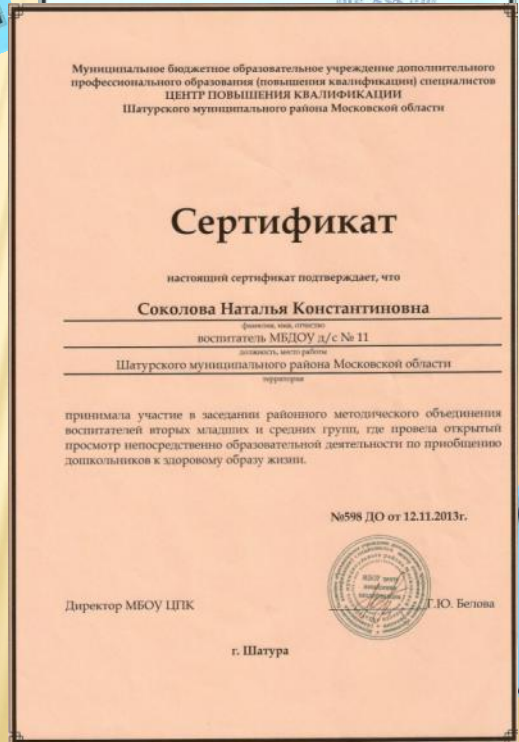 Муниципальное бюджетное образовательное учреждение дополнительного
профессионального образования (повышения квалификации) специалистов
ЦЕНТР ПОВЫШЕНИЯ КВАЛИФИКАЦИИ
Шатурского муниципального района Московской области
Сертификат
настоящий сертификат подтверждает, что
Соколова Наталья Константиновна
фамилия, имя, отчество
воспитатель МБДОУ д/с № 11
должность, место работы
Шатурского муниципального района Московской области
территория
принимала участие в заседании районного методического объединения
воспитателей вторых младших и средних групп, где провела открытый
просмотр непосредственно образовательной деятельности по приобщению
дошкольников к здоровому образу жизни.
№598 ДО от 12.11.2013г.
Директор МБОУ ЦПК
Г.Ю. Белова
г. Шатура